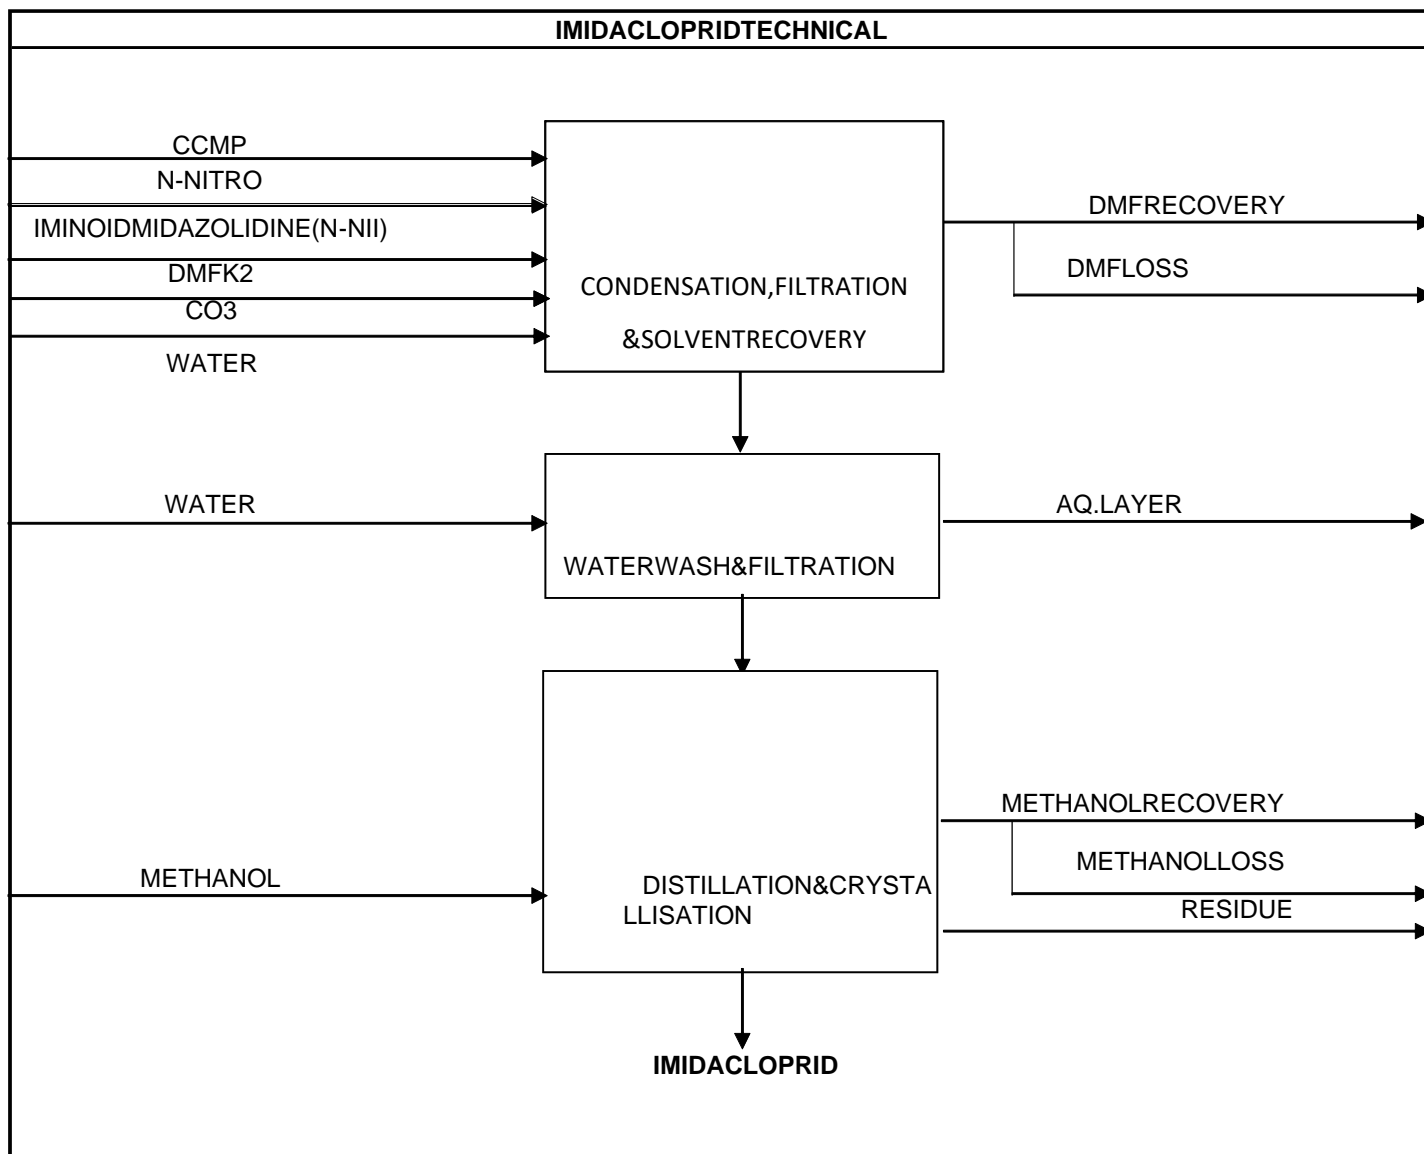 IMIDACLOPRIDTECHNICAL
CCMP
N-NITRO
IMINOIDMIDAZOLIDINE(N-NII)
DMFK2
CO3
WATER
CONDENSATION,FILTRATION
&SOLVENTRECOVERY
DMFRECOVERY
DMFLOSS
WATER
WATERWASH&FILTRATION
AQ.LAYER
METHANOL
DISTILLATION&CRYSTA
LLISATION
METHANOLRECOVERY
METHANOLLOSS
RESIDUE
IMIDACLOPRID